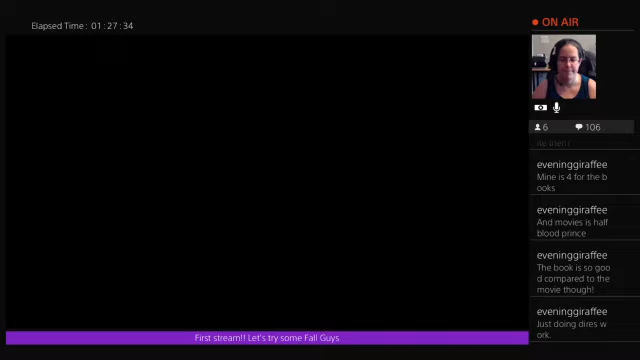 Elapsed Time : 01 : 27 : 34
ON AIR
6
106
eveninggiraffee
Mine is 4 for the b
ooks
eveninggiraffee
And movies is half
blood prince
eveninggiraffee
The book is so goo
d compared to the
movie though!
eveninggiraffee
Just doing dires w
ork.
First stream!! Let's try some Fall Guys